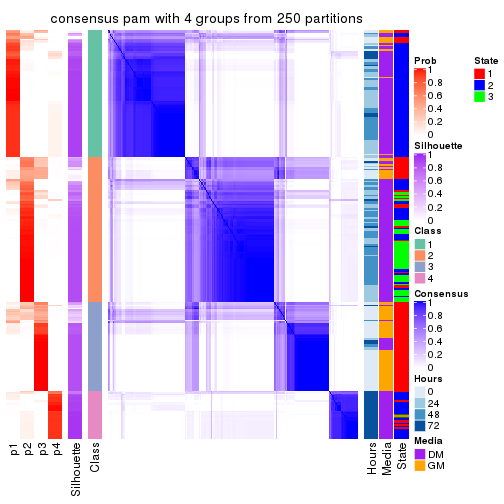 consensus pam with 4 groups from 250 partitions
p1
p2
p3
p4
Silhouette
Class
Hours
Media
State
Prob
1
0.8
0.6
0.4
0.2
0
Silhouette
1
0.8
0.6
0.4
0.2
0
Class
1
2
3
4
Consensus
1
0.8
0.6
0.4
0.2
0
Hours
0
24
48
72
Media
DM
GM
State
1
2
3